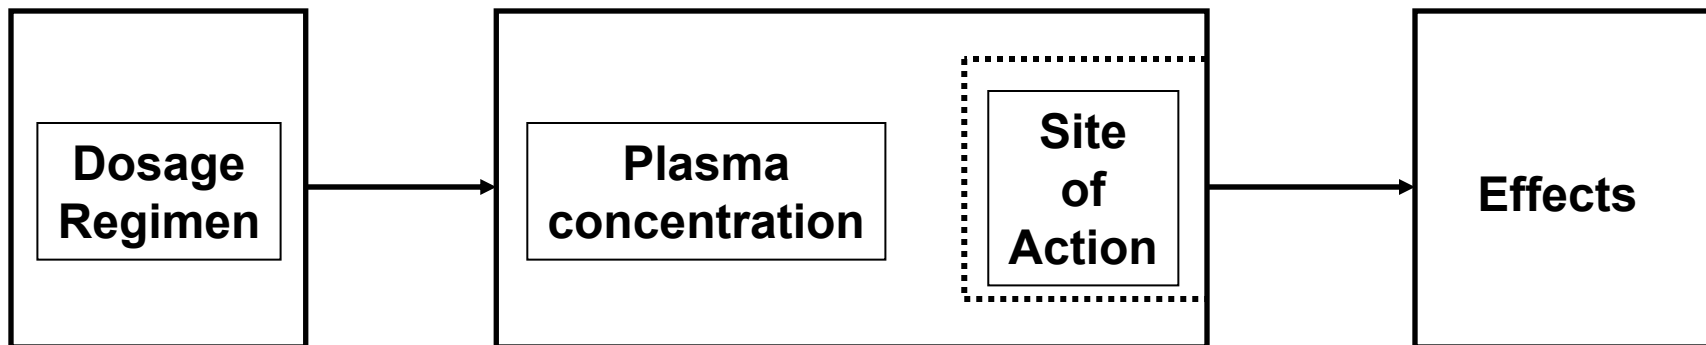 Dosage
Regimen
Plasma
concentration
Site
of
Action
Effects